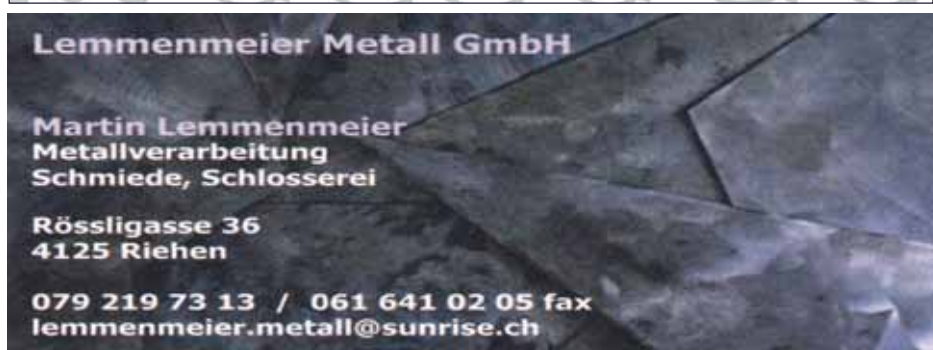 Lemmenmeier Metall GmbH
Martin Lemmenmeier
Metallverarbeitung
Schmiede, Schlosserei
Rössligasse 36
4125 Riehen
079 219 73 13 / 061 641 02 05 fax
lemmenmeier.metall@sunrise.ch